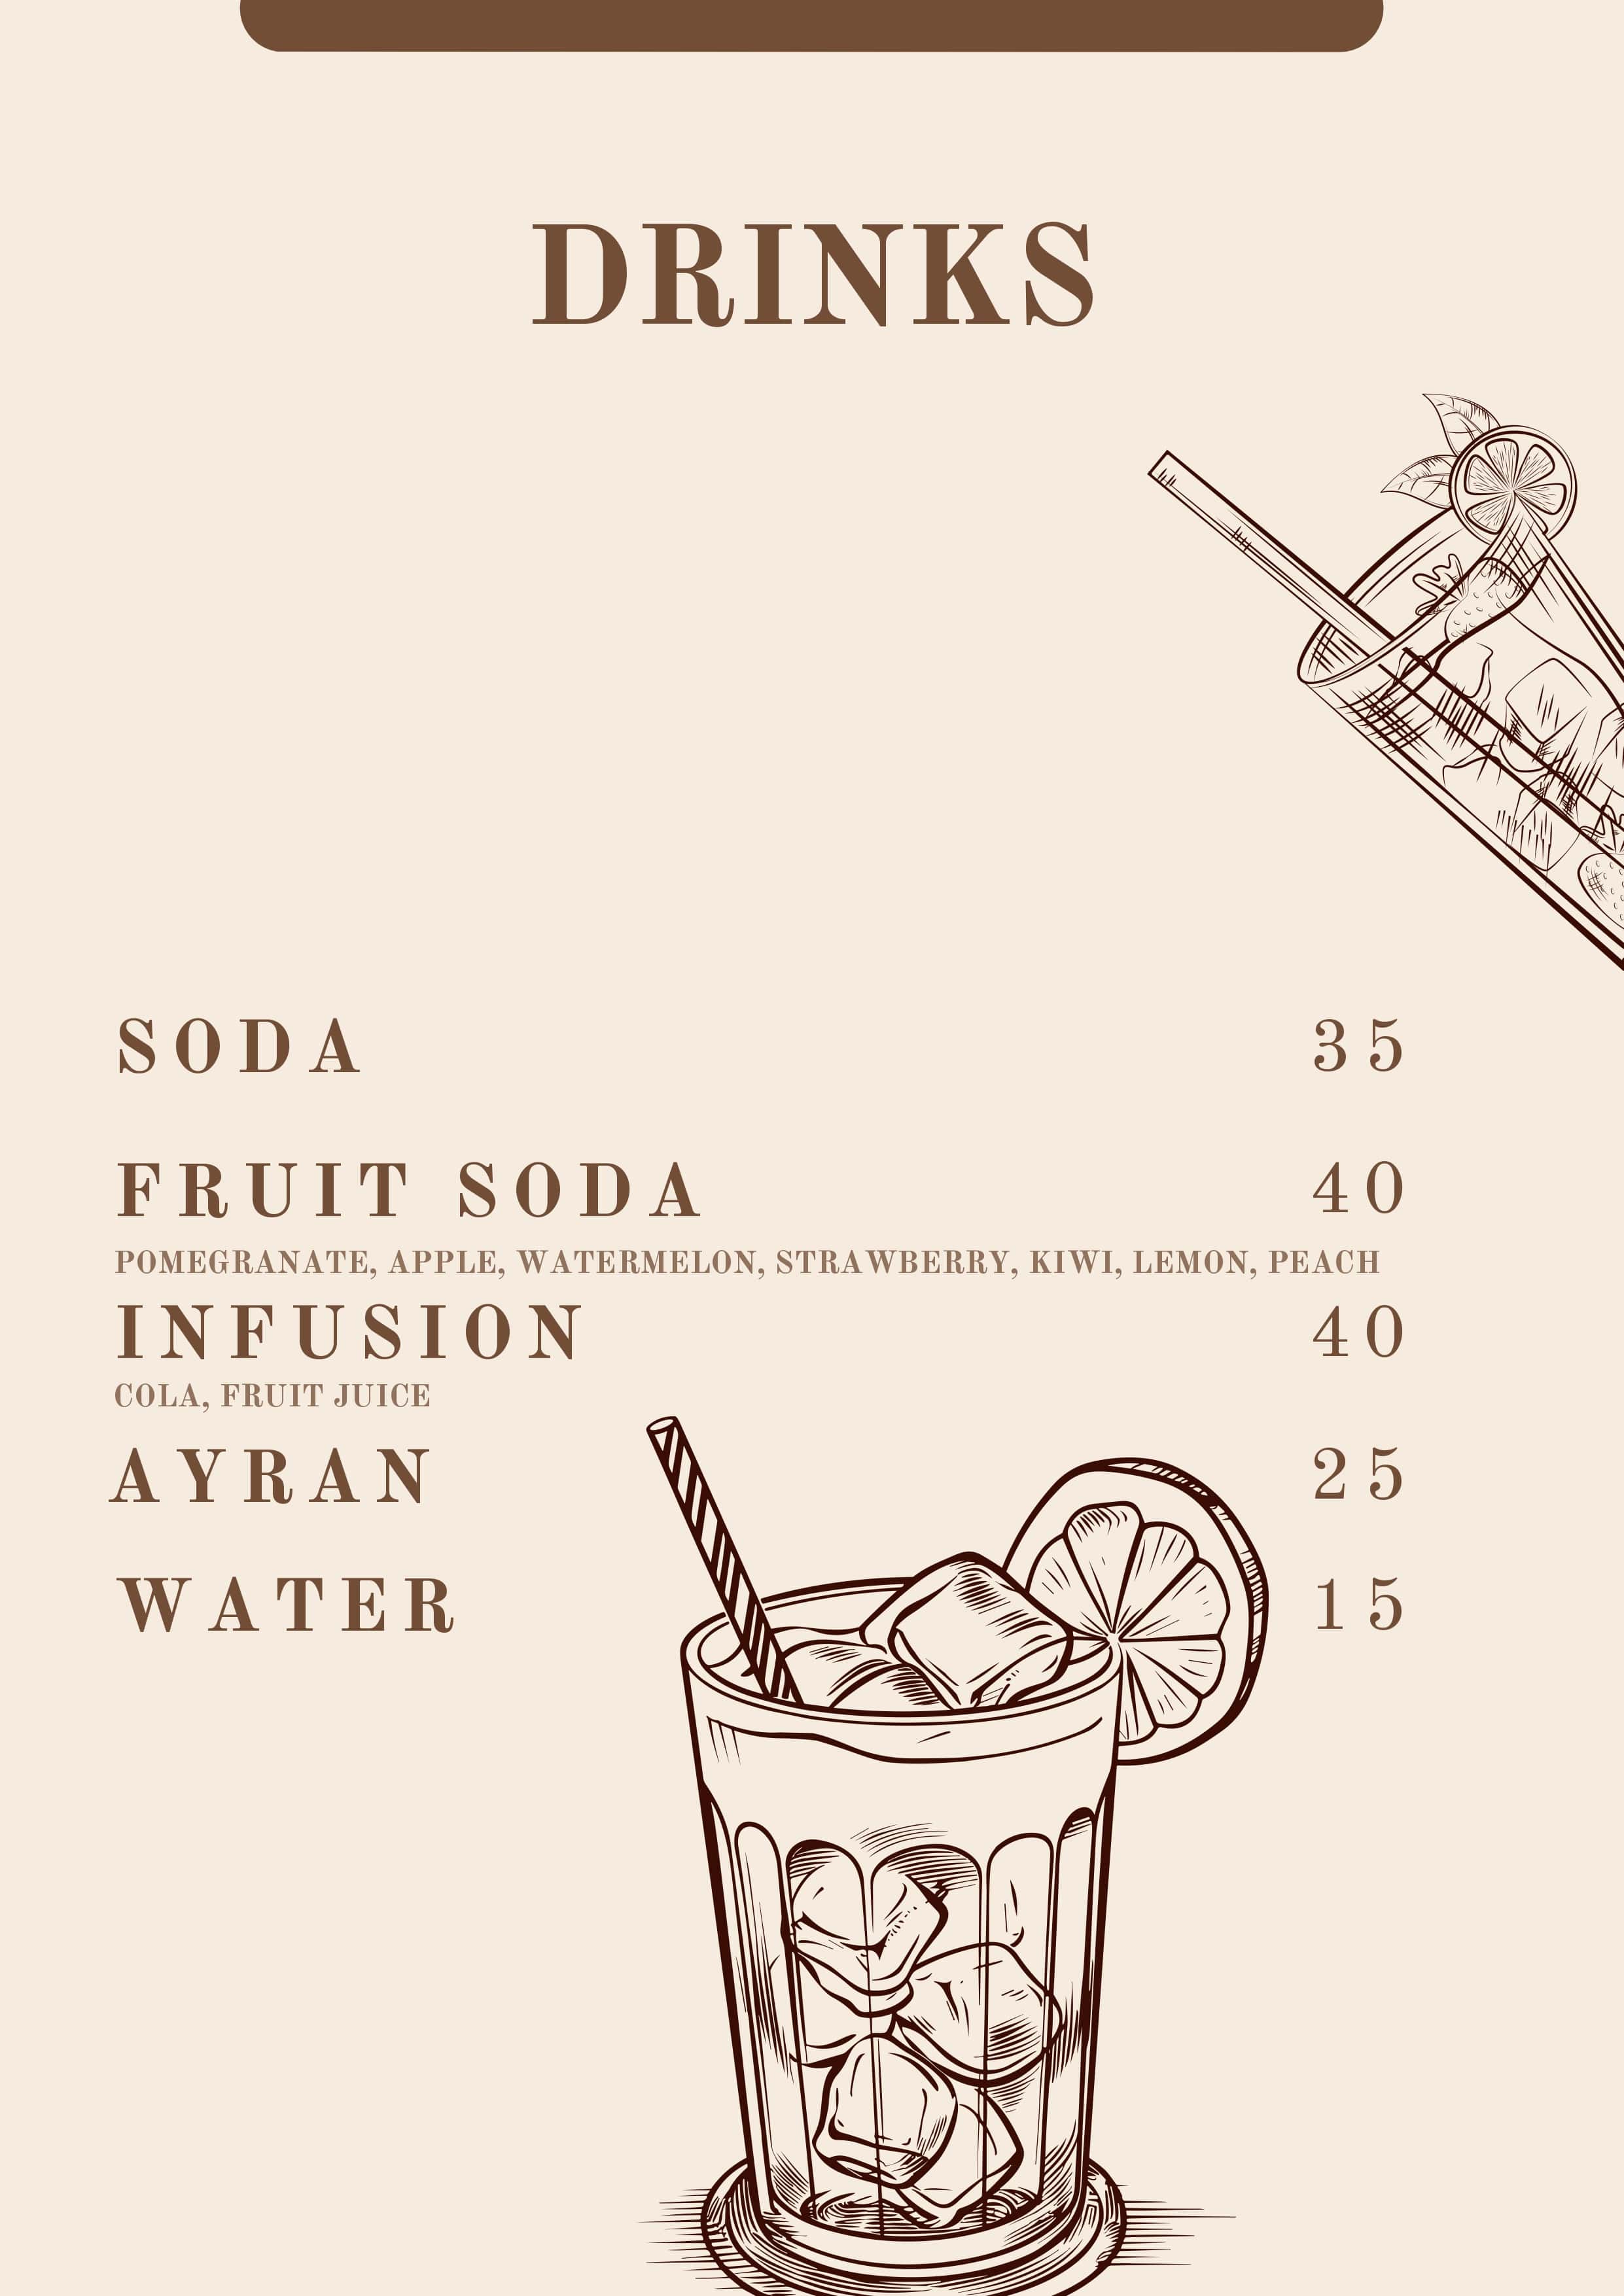 DRINKS
SODA 35
FRUIT SODA 40
POMEGRANATE, APPLE, WATERMELON, STRAWBERRY, KIWI, LEMON, PEACH
INFUSION 40
COLA, FRUIT JUICE
AYRAN 25
WATER 15